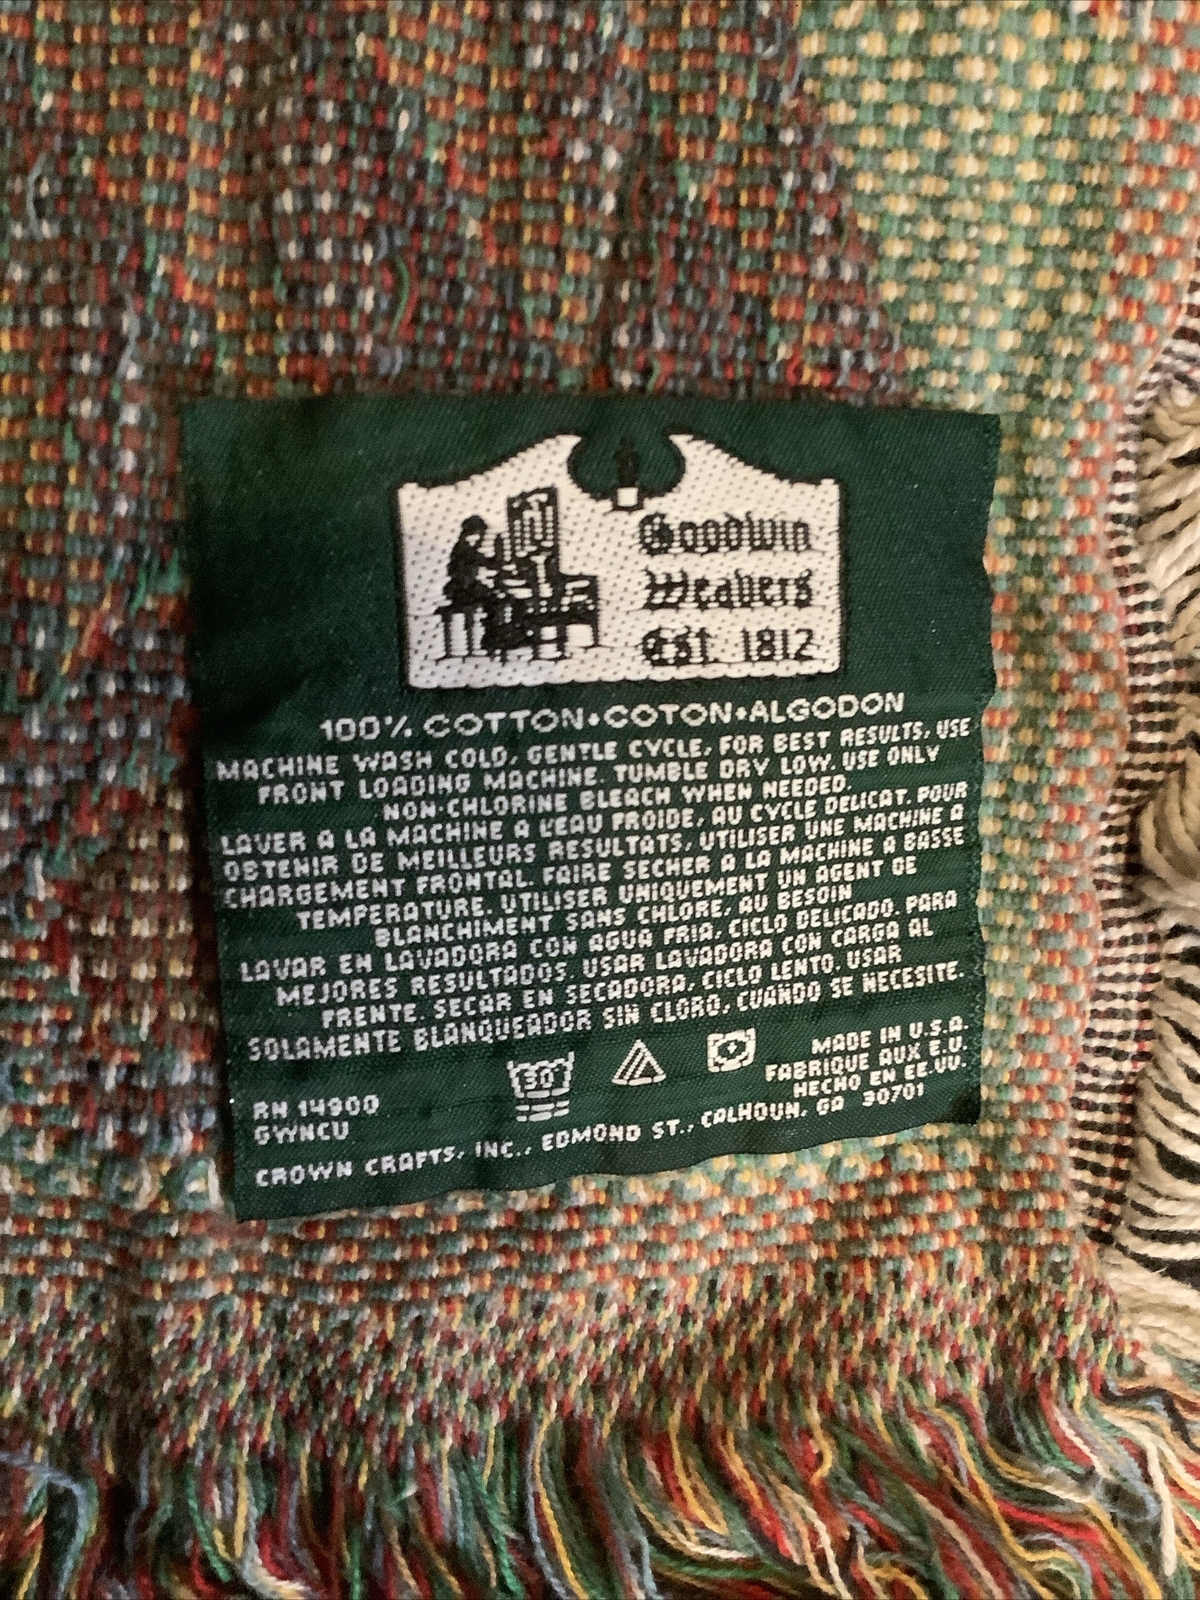 Goodwin
Weavers
Est. 1812
100% COTTON•COTON•ALGODON
MACHINE WASH COLD, GENTLE CYCLE, FOR BEST RESULTS, USE
FRONT LOADING MACHINE. TUMBLE DRY LOW. USE ONLY
NON-CHLORINE BLEACH WHEN NEEDED.
LAVER A LA MACHINE A L'EAU FROIDE, AU CYCLE DELICAT. POUR
OBTENIR DE MEILLEURS RESULTATS, UTILISER UNE MACHINE A
CHARGEMENT FRONTAL. FAIRE SECHER A LA MACHINE A BASSE
TEMPERATURE. UTILISER UNIQUEMENT UN AGENT DE
BLANCHIMENT SANS CHLORE, AU BESOIN
LAVAR EN LAVADORA CON AGUA FRIA, CICLO DELICADO. PARA
MEJORES RESULTADOS, USAR LAVADORA CON CARGA AL
FRENTE. SECAR EN SECADORA, CICLO LENTO. USAR
SOLAMENTE BLANQUEADOR SIN CLORO, CUANDO SE NECESITE.
30°
MADE IN U.S.A.
FABRIQUE AUX E.U.
HECHO EN EE.UU.
RN 14900
GWNCU
CROWN CRAFTS, INC., EDMOND ST., CALHOUN, GA 30701